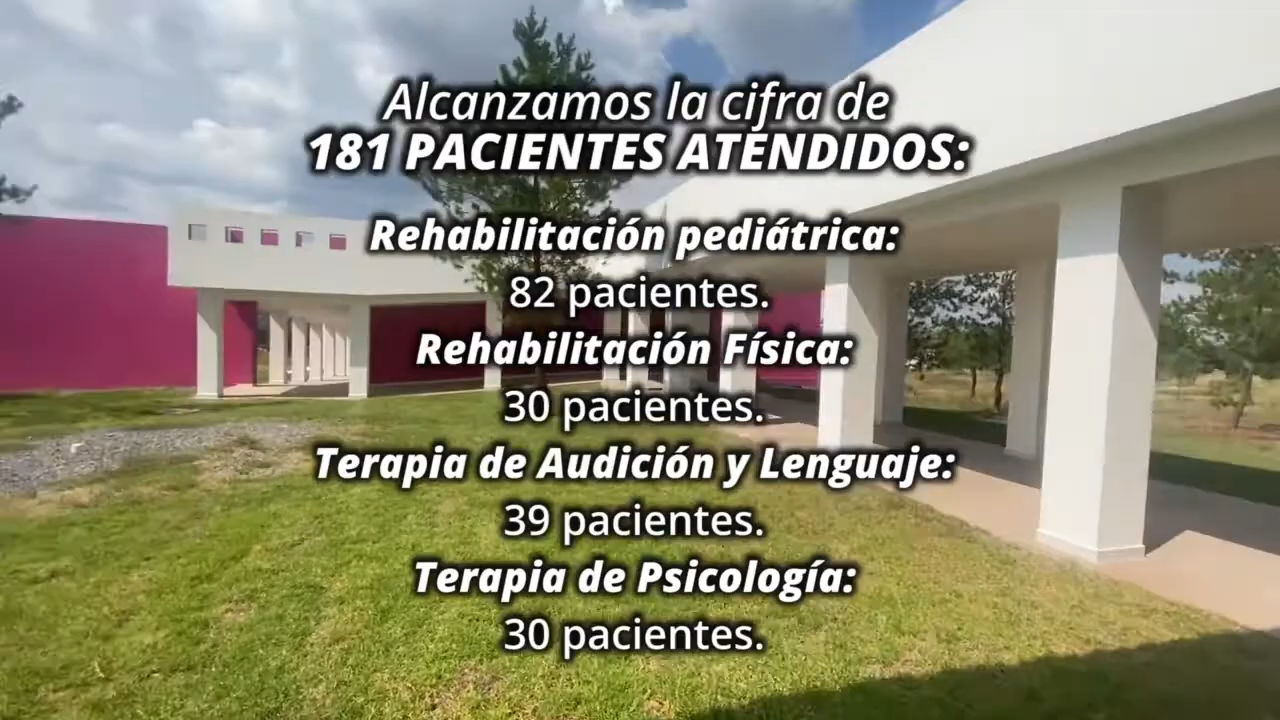 Alcanzamos la cifra de
181 PACIENTES ATENDIDOS:
Rehabilitación pediátrica:
82 pacientes.
Rehabilitación Física:
30 pacientes.
Terapia de Audición y Lenguaje:
39 pacientes.
Terapia de Psicología:
30 pacientes.